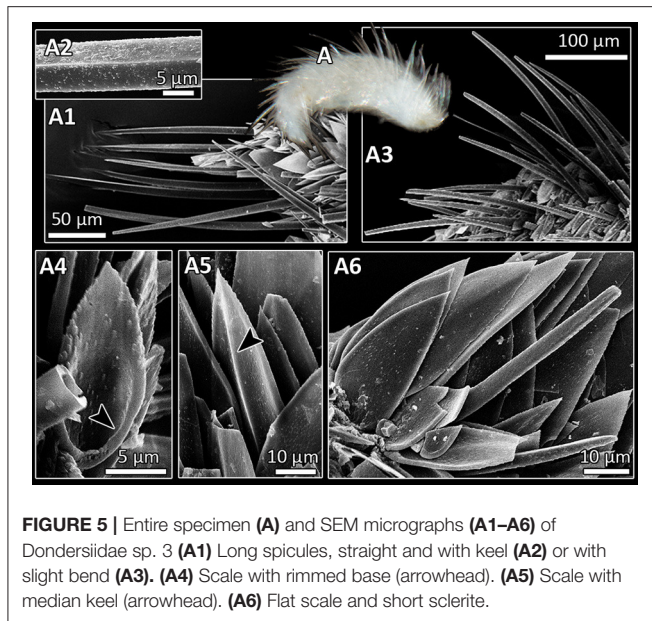 A2
5 µm
A
100 µm
A1
A3
50 µm
A4
A5
A6
5 µm
10 µm
10 µm
FIGURE 5 | Entire specimen (A) and SEM micrographs (A1–A6) of
Dondersiidae sp. 3 (A1) Long spicules, straight and with keel (A2) or with
slight bend (A3). (A4) Scale with rimmed base (arrowhead). (A5) Scale with
median keel (arrowhead). (A6) Flat scale and short sclerite.